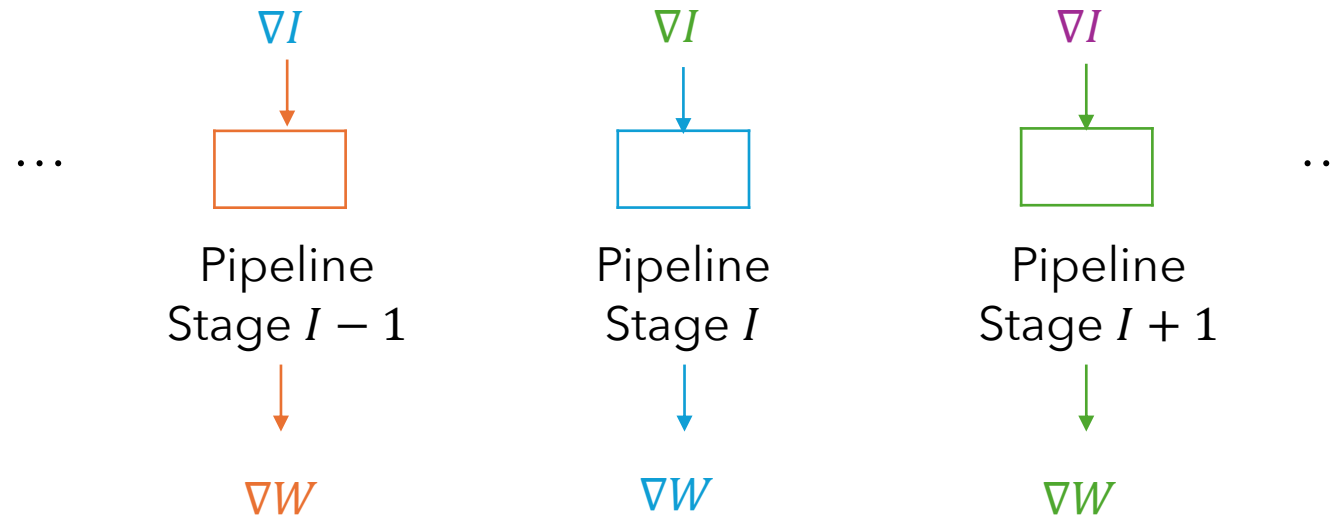 ∇I ∇I ∇I
… ..
Pipeline Pipeline Pipeline
Stage I − 1 Stage I Stage I + 1
∇W ∇W ∇W